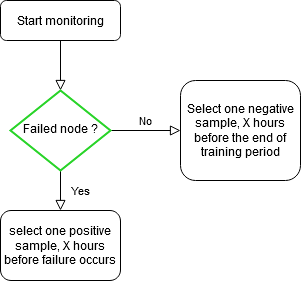 Start monitoring
Failed node ?
No
Select one negative
sample, X hours
before the end of
training period
Yes
select one positive
sample, X hours
before failure occurs